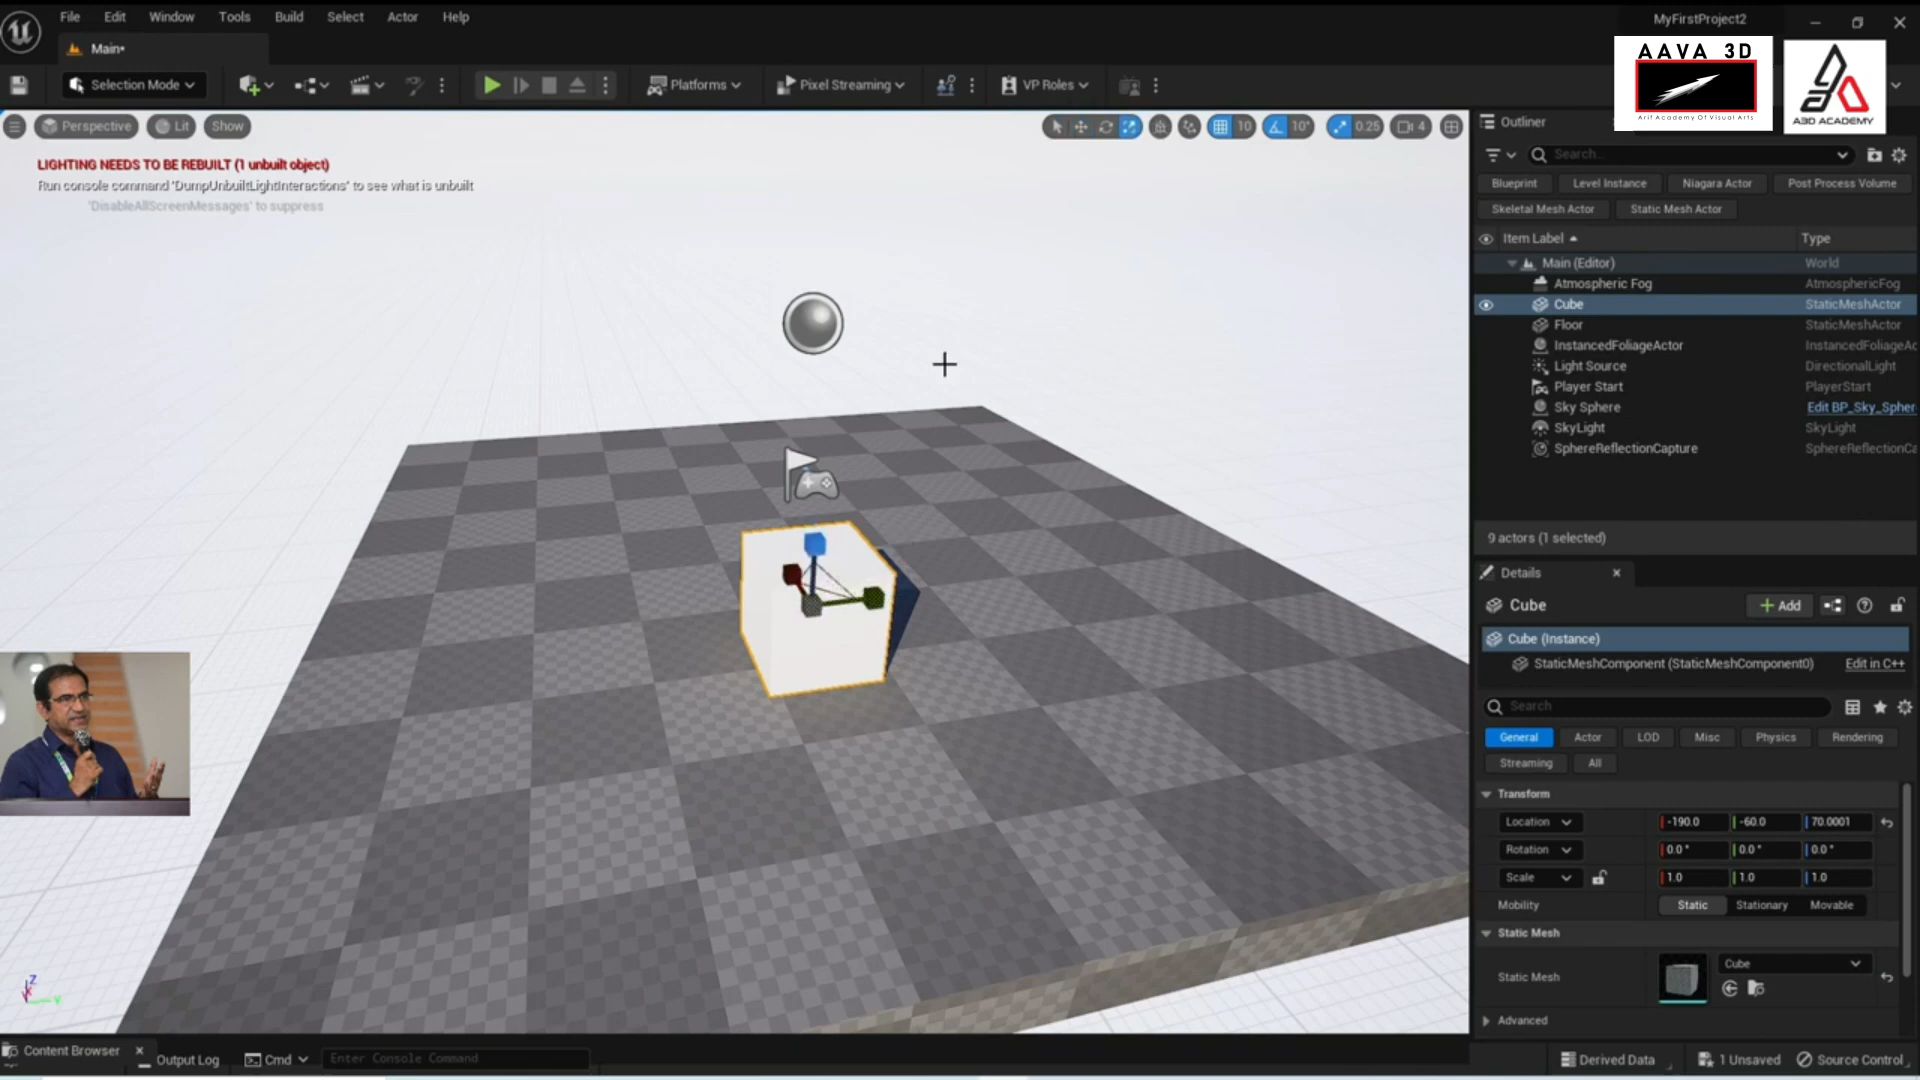 File Edit Window Tools Build Select Actor Help
MyFirstProject2
Main•
AAVA 3D
Arif Academy Of Visual Arts
A3D ACADEMY
Selection Mode
Platforms
Pixel Streaming
VP Roles
Perspective Lit Show
10 10° 0.25 4
LIGHTING NEEDS TO BE REBUILT (1 unbuilt object)
Run console command 'DumpUnbuiltLightInteractions' to see what is unbuilt
'DisableAllScreenMessages' to suppress
Outliner
Search...
Blueprint Level Instance Niagara Actor Post Process Volume
Skeletal Mesh Actor Static Mesh Actor
Item Label Type
Main (Editor) World
Atmospheric Fog AtmosphericFog
Cube StaticMeshActor
Floor StaticMeshActor
InstancedFoliageActor InstancedFoliageAc
Light Source DirectionalLight
Player Start PlayerStart
Sky Sphere Edit BP_Sky_Spher
SkyLight SkyLight
SphereReflectionCapture SphereReflectionCa
9 actors (1 selected)
Details
Cube
Add
Cube (Instance)
StaticMeshComponent (StaticMeshComponent0) Edit in C++
Search
General Actor LOD Misc Physics Rendering
Streaming All
Transform
Location -190.0 -60.0 70.0001
Rotation 0.0 ° 0.0 ° 0.0 °
Scale 1.0 1.0 1.0
Mobility Static Stationary Movable
Static Mesh
Static Mesh Cube
Advanced
Z
X
Y
Content Browser
Output Log
Cmd
Enter Console Command
Derived Data
1 Unsaved
Source Control